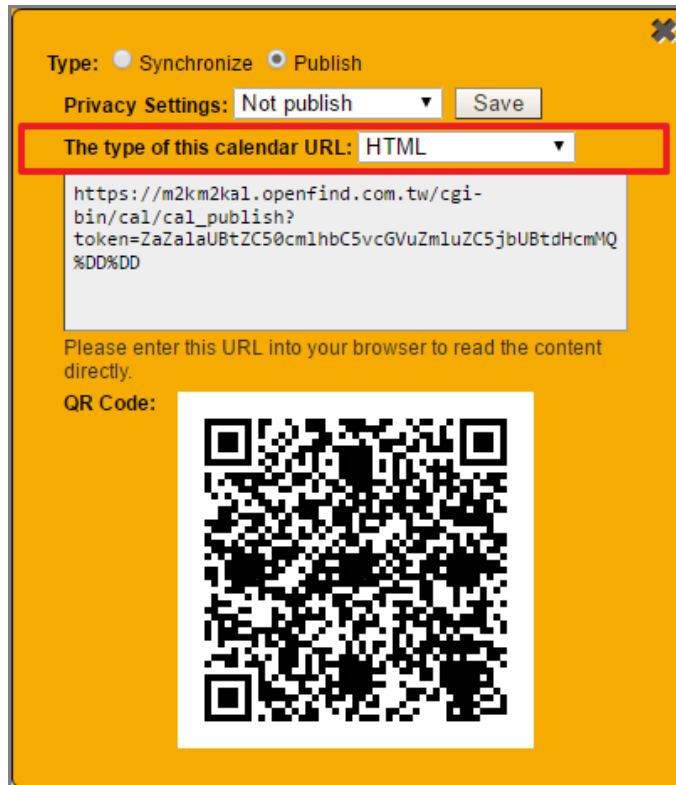 Type: Synchronize Publish
Privacy Settings: Not publish Save
The type of this calendar URL: HTML
https://m2km2kal.openfind.com.tw/cgi-
bin/cal/cal_publish?
token=ZaZalaUBtZC50cmlhbC5vcGVuZmluZC5jbUBtdHcmMQ
%DD%DD
Please enter this URL into your browser to read the content
directly.
QR Code: